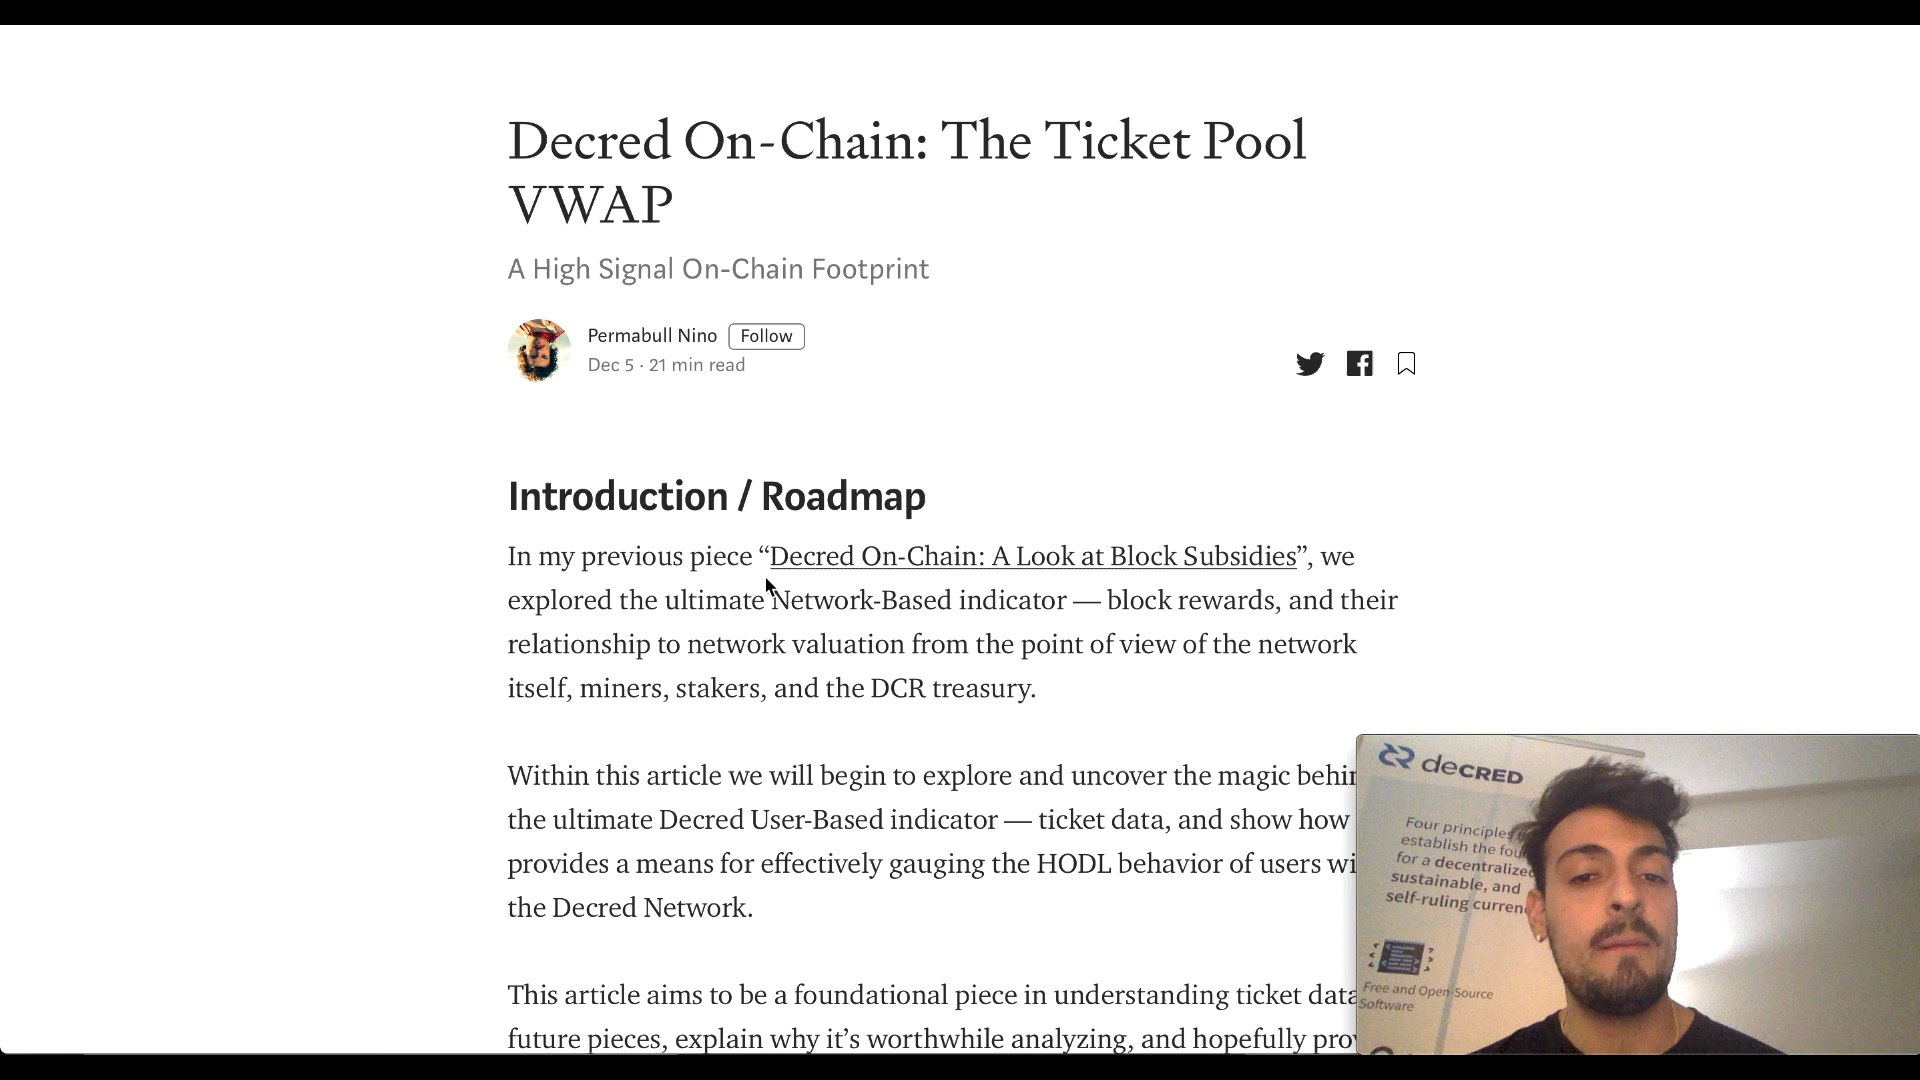 Decred On-Chain: The Ticket Pool
VWAP
A High Signal On-Chain Footprint
Permabull Nino Follow
Dec 5 · 21 min read
Introduction / Roadmap
In my previous piece “Decred On-Chain: A Look at Block Subsidies”, we
explored the ultimate Network-Based indicator — block rewards, and their
relationship to network valuation from the point of view of the network
itself, miners, stakers, and the DCR treasury.
Within this article we will begin to explore and uncover the magic behin
the ultimate Decred User-Based indicator — ticket data, and show how
provides a means for effectively gauging the HODL behavior of users wi
the Decred Network.
This article aims to be a foundational piece in understanding ticket data
future pieces, explain why it’s worthwhile analyzing, and hopefully prov
decRED
Four principles
establish the fou
for a decentralized
sustainable, and
self-ruling curren
Free and Open-Source
Software